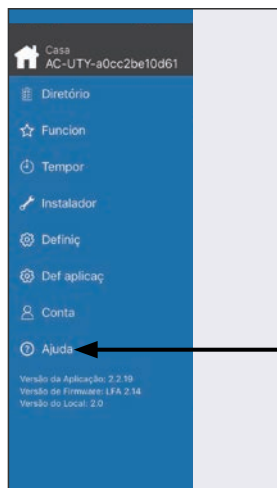 Casa
AC-UTY-a0cc2be10d61
Diretório
Funcion
Tempor
Instalador
Definiç
Def aplicaç
Conta
Ajuda
Versão da Aplicação: 2.2.19
Versão de Firmware: LFA 2.14
Versão do Local: 2.0